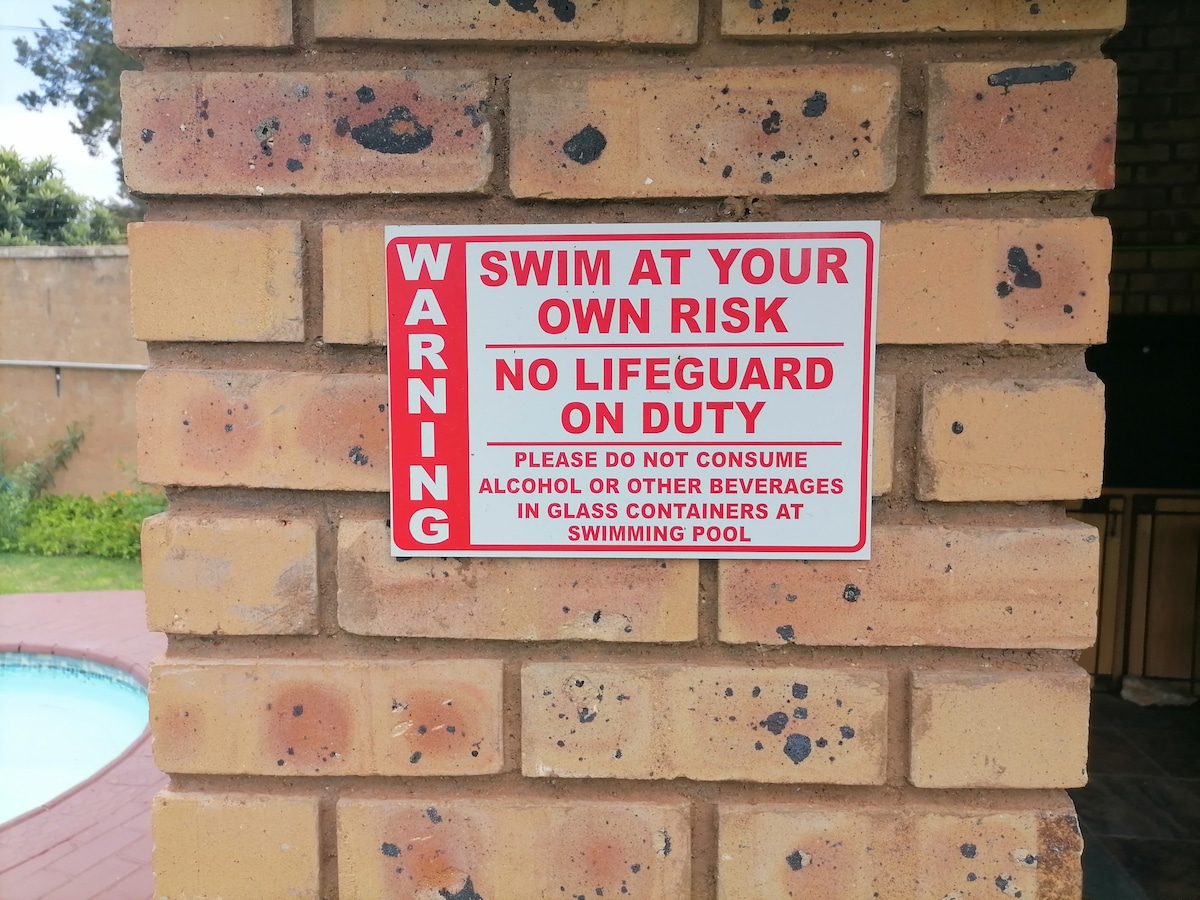 WARNING
SWIM AT YOUR
OWN RISK
NO LIFEGUARD
ON DUTY
PLEASE DO NOT CONSUME
ALCOHOL OR OTHER BEVERAGES
IN GLASS CONTAINERS AT
SWIMMING POOL